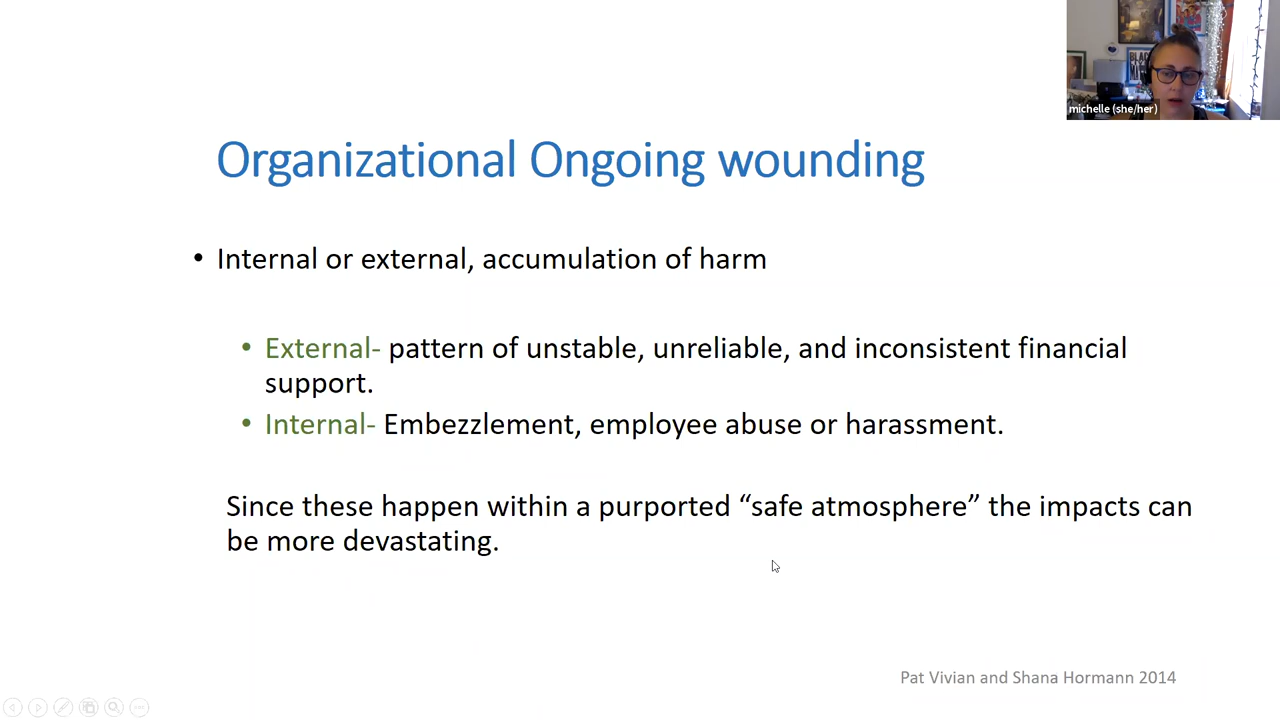 michelle (she/her)
Organizational Ongoing wounding
• Internal or external, accumulation of harm
• External- pattern of unstable, unreliable, and inconsistent financial
support.
• Internal- Embezzlement, employee abuse or harassment.
Since these happen within a purported “safe atmosphere” the impacts can
be more devastating.
Pat Vivian and Shana Hormann 2014